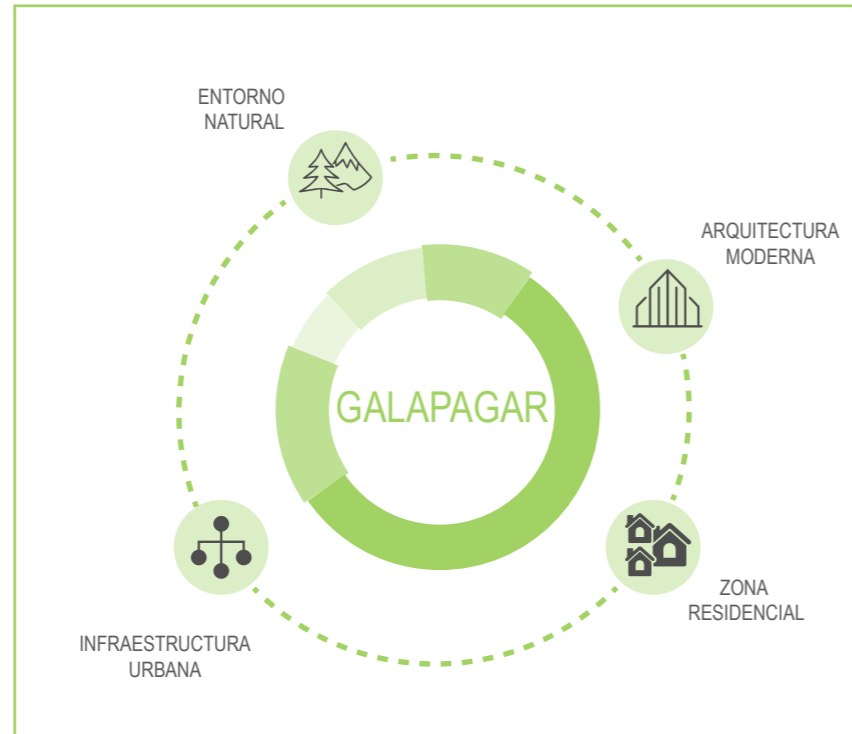 ENTORNO
NATURAL
ARQUITECTURA
MODERNA
GALAPAGAR
ZONA
RESIDENCIAL
INFRAESTRUCTURA
URBANA